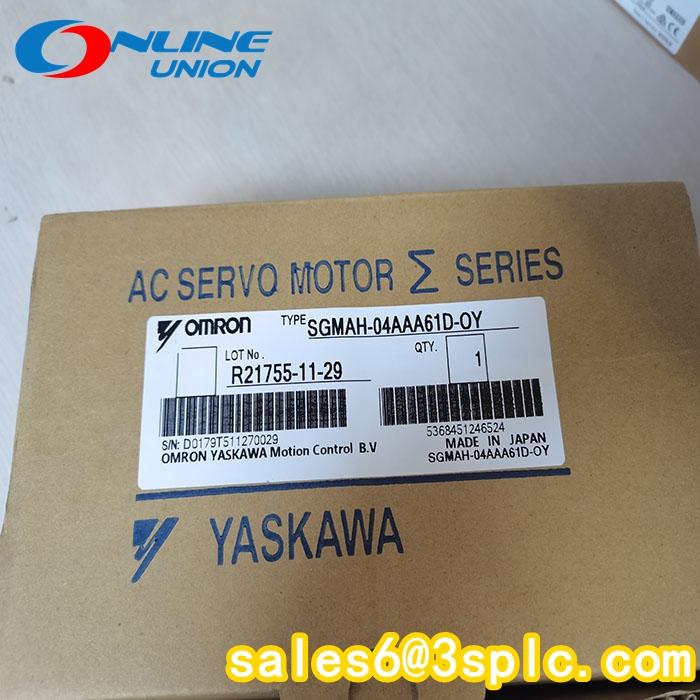 ONLINE
UNION
AC SERVO MOTOR Σ SERIES
OMRON
TYPE SGMAH-04AAA61D-OY
LOT No. R21755-11-29
QTY. 1
S/N: D0179T511270029
5368451246524
OMRON YASKAWA Motion Control B.V
MADE IN JAPAN
SGMAH-04AAA61D-OY
YASKAWA
sales6@3splc.com